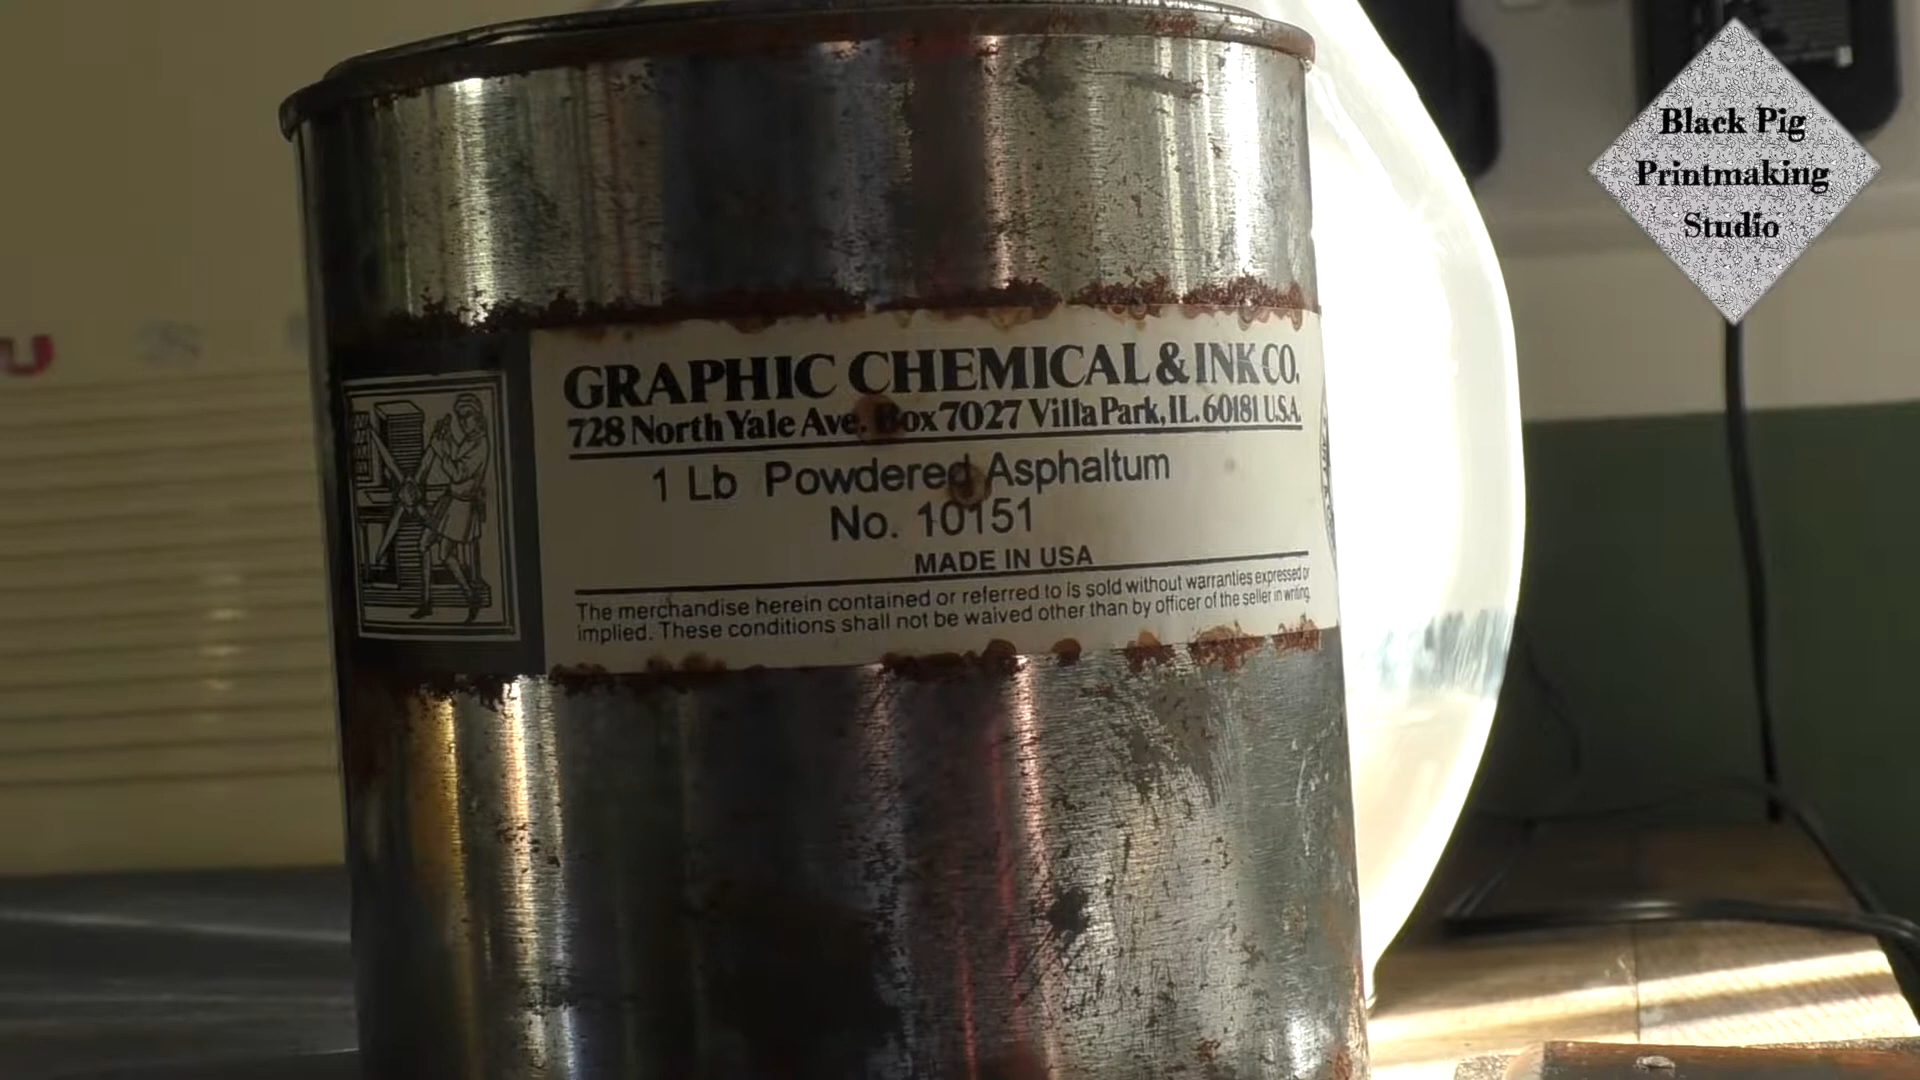 GRAPHIC CHEMICAL & INK CO.
728 North Yale Ave. Box 7027 Villa Park, IL. 60181 U.S.A.
1 Lb Powdered Asphaltum
No. 10151
MADE IN USA
The merchandise herein contained or referred to is sold without warranties expressed or
implied. These conditions shall not be waived other than by officer of the seller in writing.
Black Pig
Printmaking
Studio